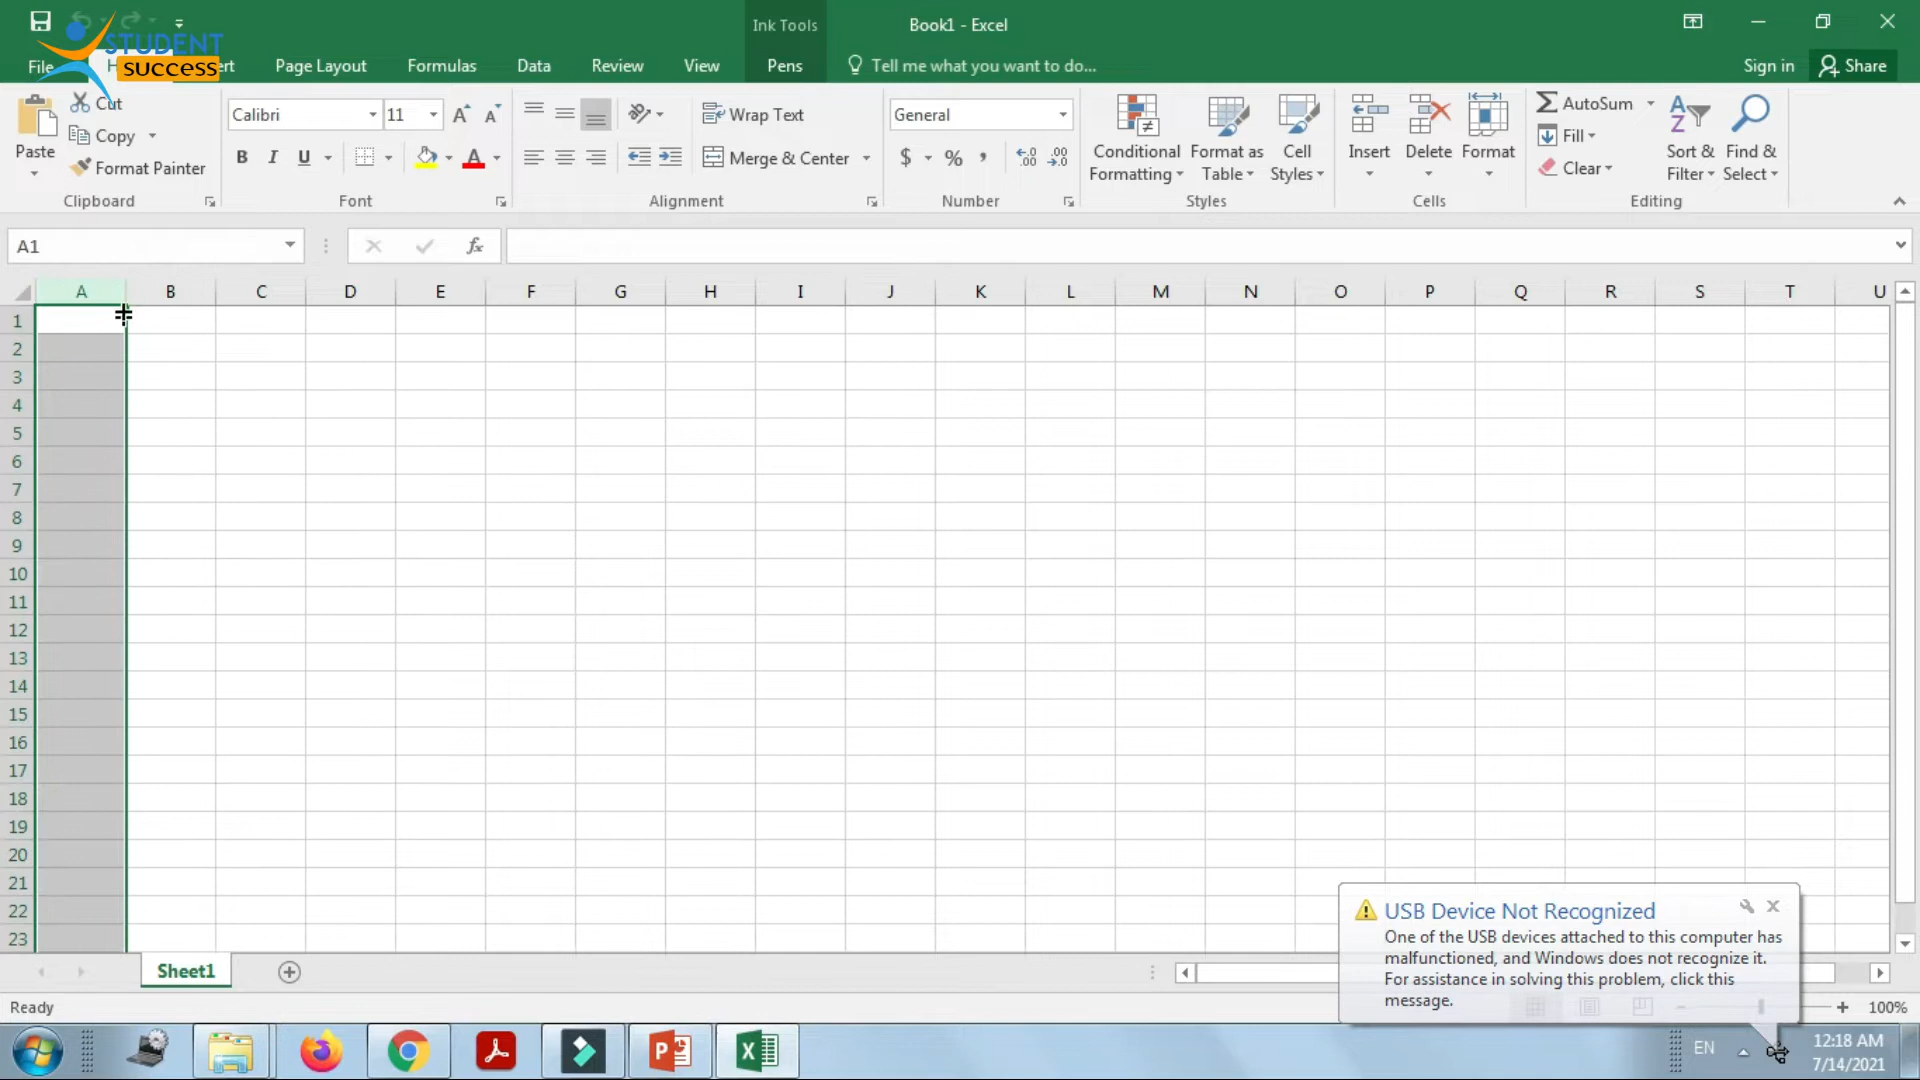 Ink Tools
Book1 - Excel
STUDENT
success
File
Page Layout
Formulas
Data
Review
View
Pens
Tell me what you want to do...
Sign in
Share
Paste
Cut
Copy
Format Painter
Clipboard
Calibri
11
B I U
Font
Wrap Text
Merge & Center
Alignment
General
$ % ,
Number
Conditional Formatting
Format as Table
Cell Styles
Styles
Insert
Delete
Format
Cells
AutoSum
Fill
Clear
Sort & Filter
Find & Select
Editing
A1
fx
A B C D E F G H I J K L M N O P Q R S T U
1
2
3
4
5
6
7
8
9
10
11
12
13
14
15
16
17
18
19
20
21
22
23
USB Device Not Recognized
One of the USB devices attached to this computer has
malfunctioned, and Windows does not recognize it.
For assistance in solving this problem, click this
message.
Sheet1
Ready
100%
EN
12:18 AM
7/14/2021